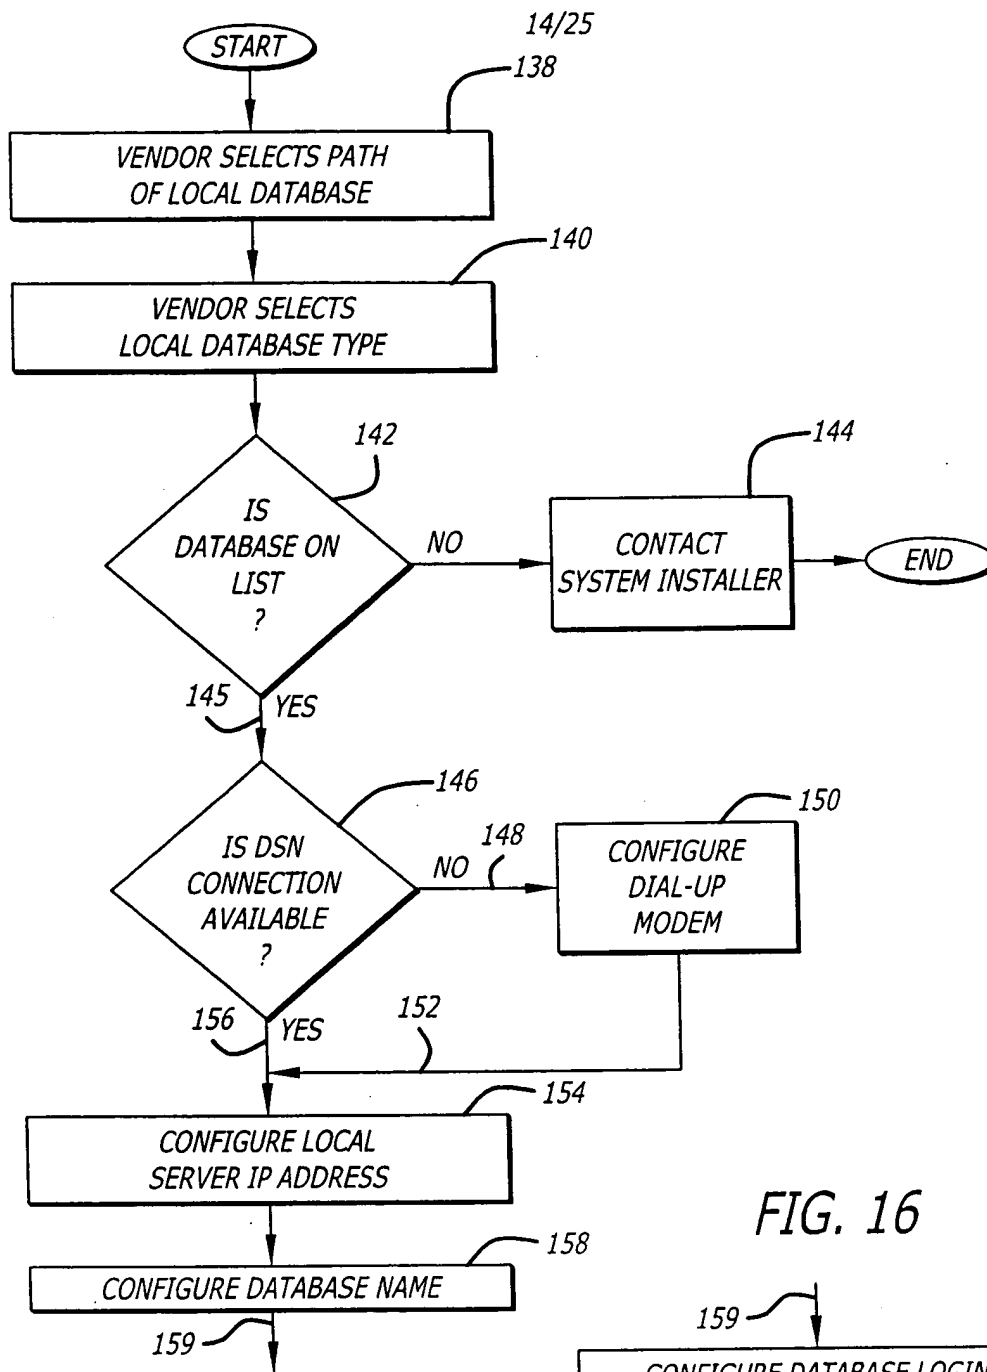 14/25
START
138
VENDOR SELECTS PATH
OF LOCAL DATABASE
140
VENDOR SELECTS
LOCAL DATABASE TYPE
142
IS
DATABASE ON
LIST
?
NO
144
CONTACT
SYSTEM INSTALLER
END
145
YES
146
IS DSN
CONNECTION
AVAILABLE
?
NO
148
150
CONFIGURE
DIAL-UP
MODEM
156
YES
152
154
CONFIGURE LOCAL
SERVER IP ADDRESS
158
CONFIGURE DATABASE NAME
159
FIG. 16
159
CONFIGURE DATABASE LOGIN